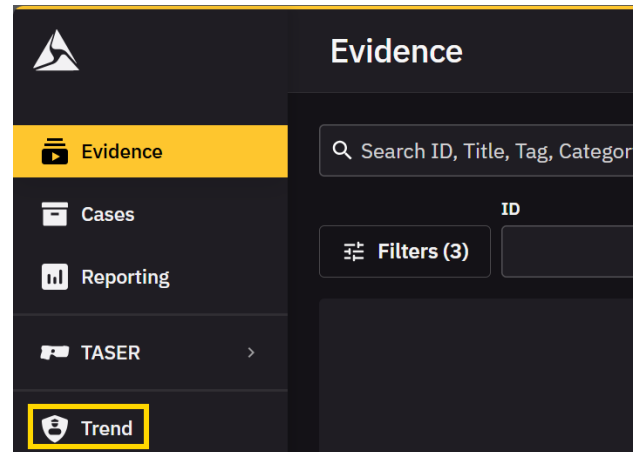 Evidence
Evidence
Search ID, Title, Tag, Categor
Cases
ID
Filters (3)
Reporting
TASER
Trend